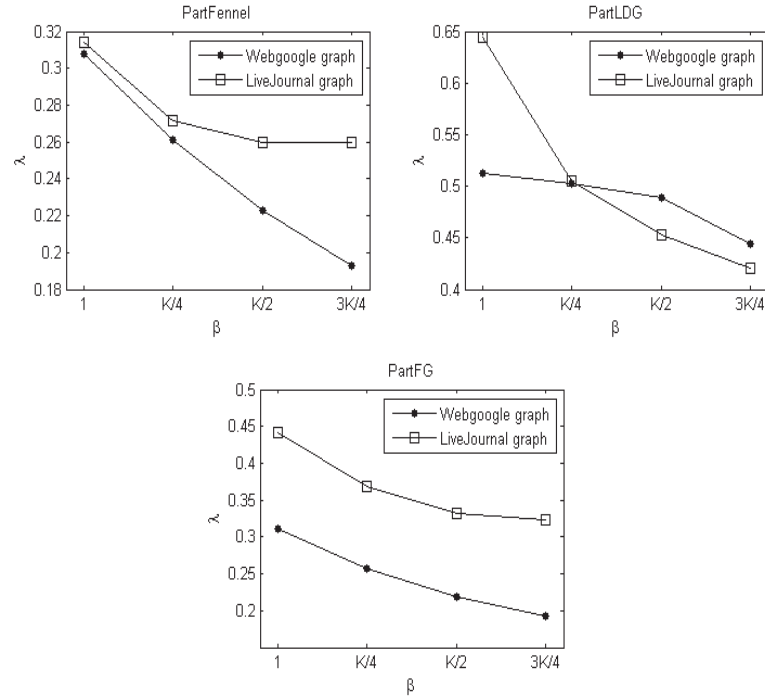 PartFennel
0.32
0.3
0.28
0.26
0.24
0.22
0.2
0.18
λ
1
K/4
K/2
3K/4
β
Webgoogle graph
LiveJournal graph
PartLDG
0.65
0.6
0.55
0.5
0.45
0.4
λ
1
K/4
K/2
3K/4
β
Webgoogle graph
LiveJournal graph
PartFG
0.5
0.45
0.4
0.35
0.3
0.25
0.2
λ
1
K/4
K/2
3K/4
β
Webgoogle graph
LiveJournal graph